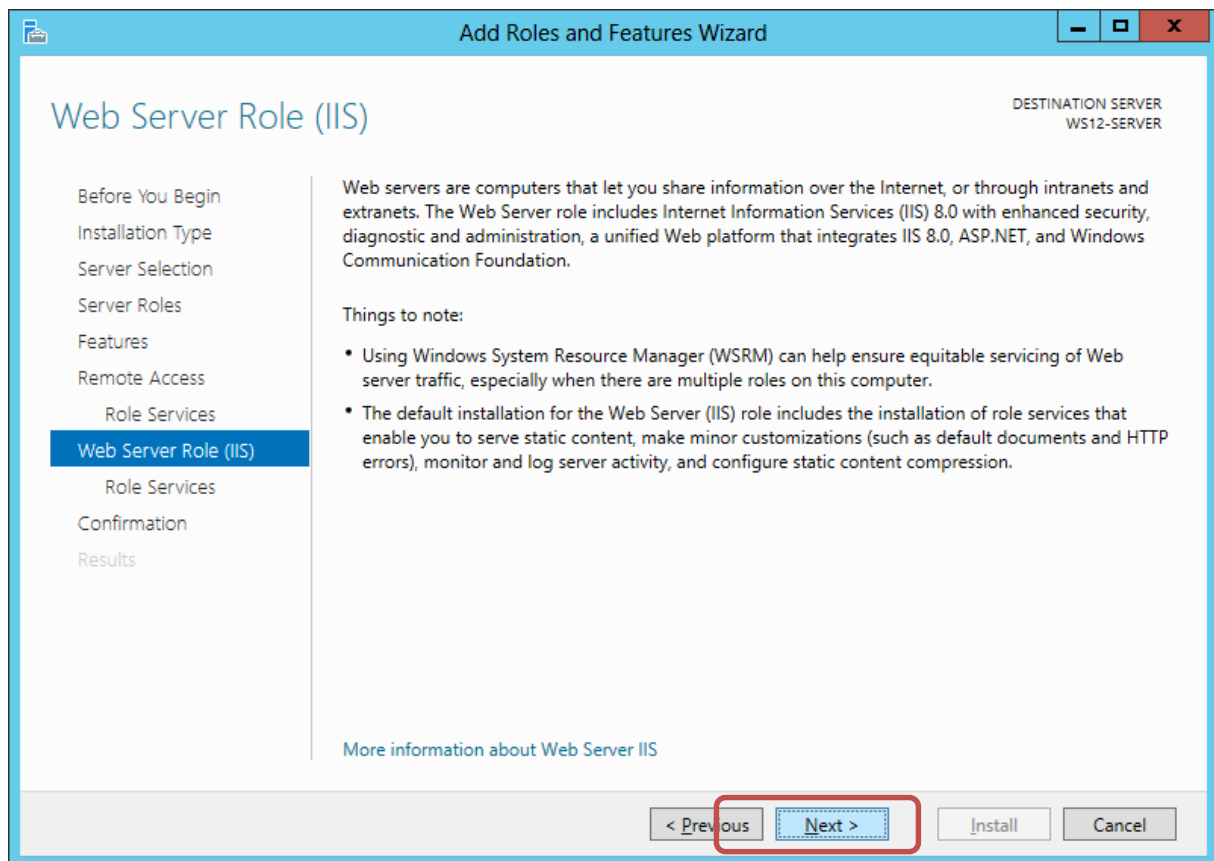 Add Roles and Features Wizard
Web Server Role (IIS)
DESTINATION SERVER
WS12-SERVER
Before You Begin
Installation Type
Server Selection
Server Roles
Features
Remote Access
Role Services
Web Server Role (IIS)
Role Services
Confirmation
Results
Web servers are computers that let you share information over the Internet, or through intranets and
extranets. The Web Server role includes Internet Information Services (IIS) 8.0 with enhanced security,
diagnostic and administration, a unified Web platform that integrates IIS 8.0, ASP.NET, and Windows
Communication Foundation.
Things to note:
• Using Windows System Resource Manager (WSRM) can help ensure equitable servicing of Web
server traffic, especially when there are multiple roles on this computer.
• The default installation for the Web Server (IIS) role includes the installation of role services that
enable you to serve static content, make minor customizations (such as default documents and HTTP
errors), monitor and log server activity, and configure static content compression.
More information about Web Server IIS
< Previous Next > Install Cancel